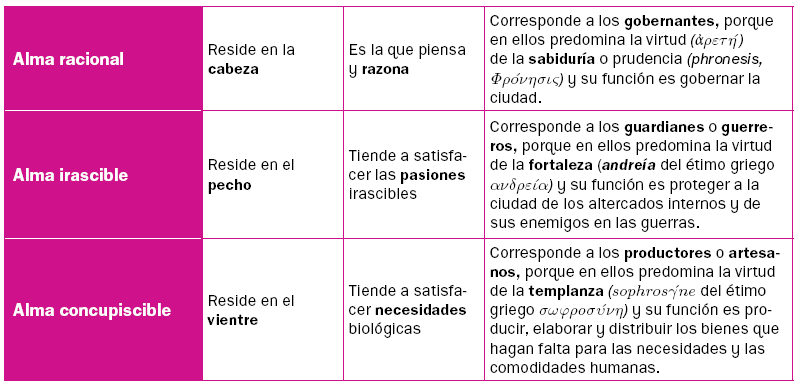 Alma racional
Reside en la
cabeza
Es la que piensa
y razona
Corresponde a los gobernantes, porque
en ellos predomina la virtud (ἀρετή)
de la sabiduría o prudencia (phronesis,
Φρόνησις) y su función es gobernar la
ciudad.
Alma irascible
Reside en el
pecho
Tiende a satisfa-
cer las pasiones
irascibles
Corresponde a los guardianes o guerre-
ros, porque en ellos predomina la virtud
de la fortaleza (andreía del étimo griego
ανδρεία) y su función es proteger a la
ciudad de los altercados internos y de
sus enemigos en las guerras.
Alma concupiscible
Reside en el
vientre
Tiende a satisfa-
cer necesidades
biológicas
Corresponde a los productores o artesa-
nos, porque en ellos predomina la virtud
de la templanza (sophrosýne del étimo
griego σωφροσύνη) y su función es pro-
ducir, elaborar y distribuir los bienes que
hagan falta para las necesidades y las
comodidades humanas.